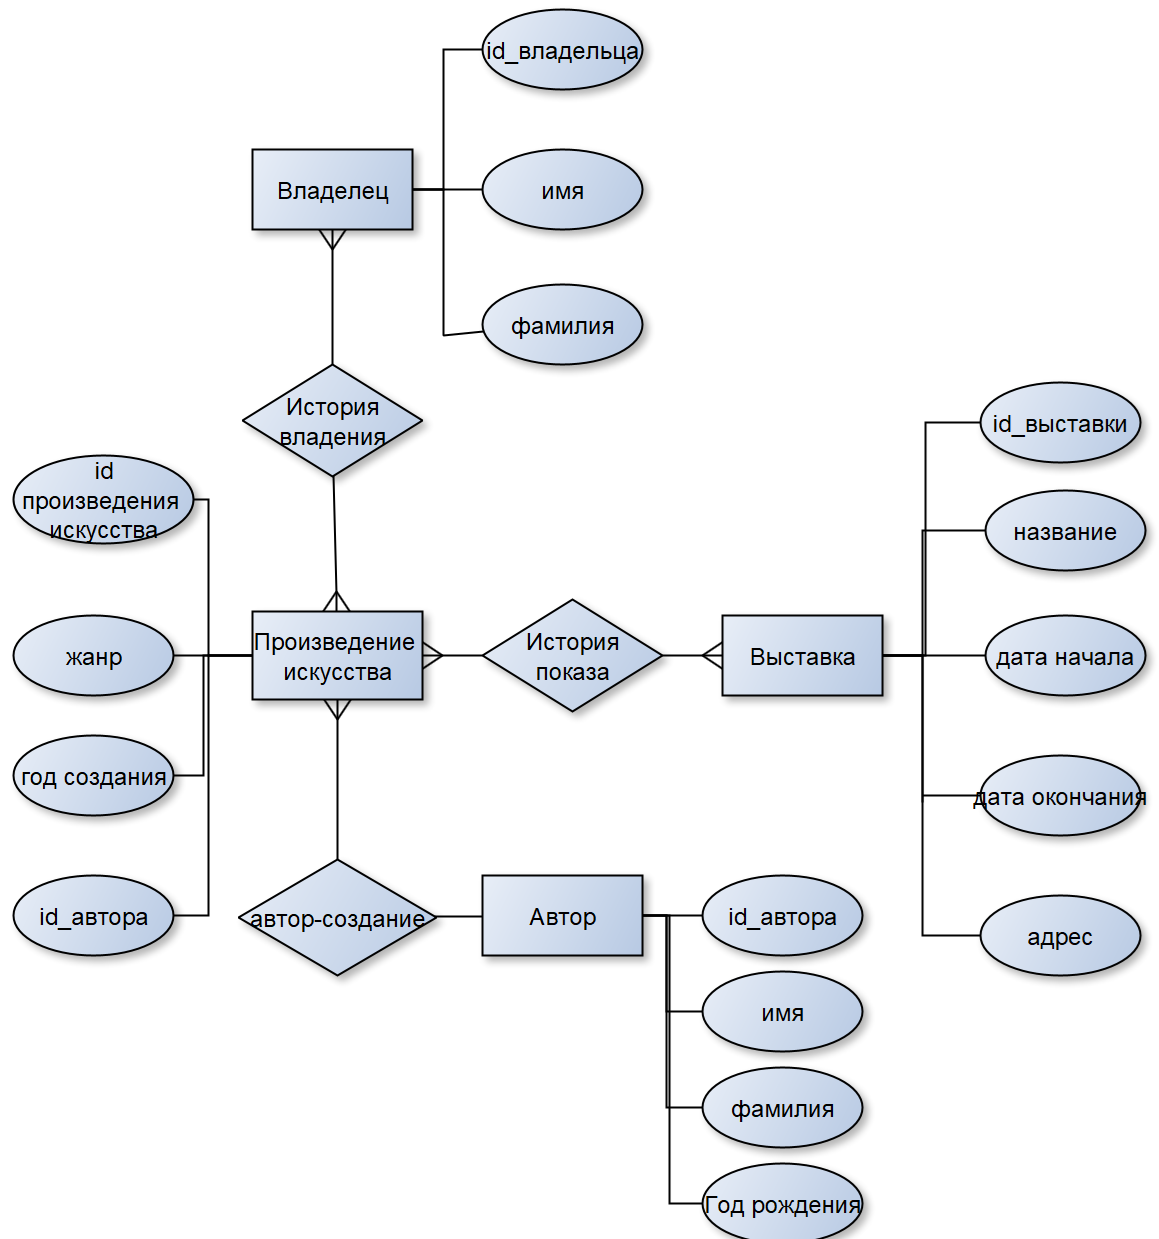 id_владельца
Владелец
имя
фамилия
История
владения
id_выставки
id
произведения
искусства
название
жанр
Произведение
искусства
История
показа
Выставка
дата начала
год создания
дата окончания
id_автора
автор-создание
Автор
id_автора
адрес
имя
фамилия
Год рождения